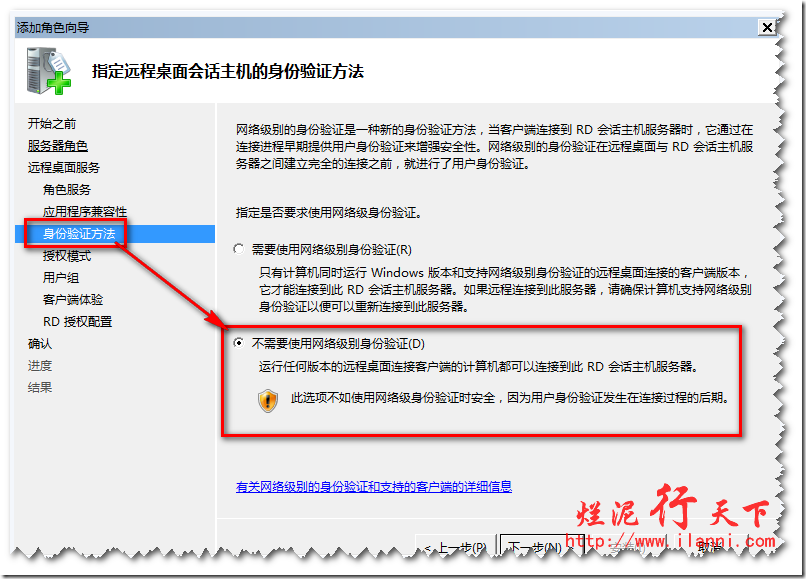 添加角色向导
指定远程桌面会话主机的身份验证方法
开始之前
服务器角色
远程桌面服务
角色服务
应用程序兼容性
身份验证方法
授权模式
用户组
客户端体验
RD 授权配置
确认
进度
结果
网络级别的身份验证是一种新的身份验证方法，当客户端连接到 RD 会话主机服务器时，它通过在
连接进程早期提供用户身份验证来增强安全性。网络级别的身份验证在远程桌面与 RD 会话主机服
务器之间建立完全的连接之前，就进行了用户身份验证。
指定是否要求使用网络级身份验证。
需要使用网络级别身份验证(R)
只有计算机同时运行 Windows 版本和支持网络级别身份验证的远程桌面连接的客户端版本，
它才能连接到此 RD 会话主机服务器。如果远程连接到此服务器，请确保计算机支持网络级别
身份验证以便可以重新连接到此服务器。
不需要使用网络级别身份验证(D)
运行任何版本的远程桌面连接客户端的计算机都可以连接到此 RD 会话主机服务器。
此选项不如使用网络级身份验证时安全，因为用户身份验证发生在连接过程的后期。
有关网络级别的身份验证和支持的客户端的详细信息
烂泥行天下
http://www.ilanni.com
< 上一步(P)
下一步(N) >
取消